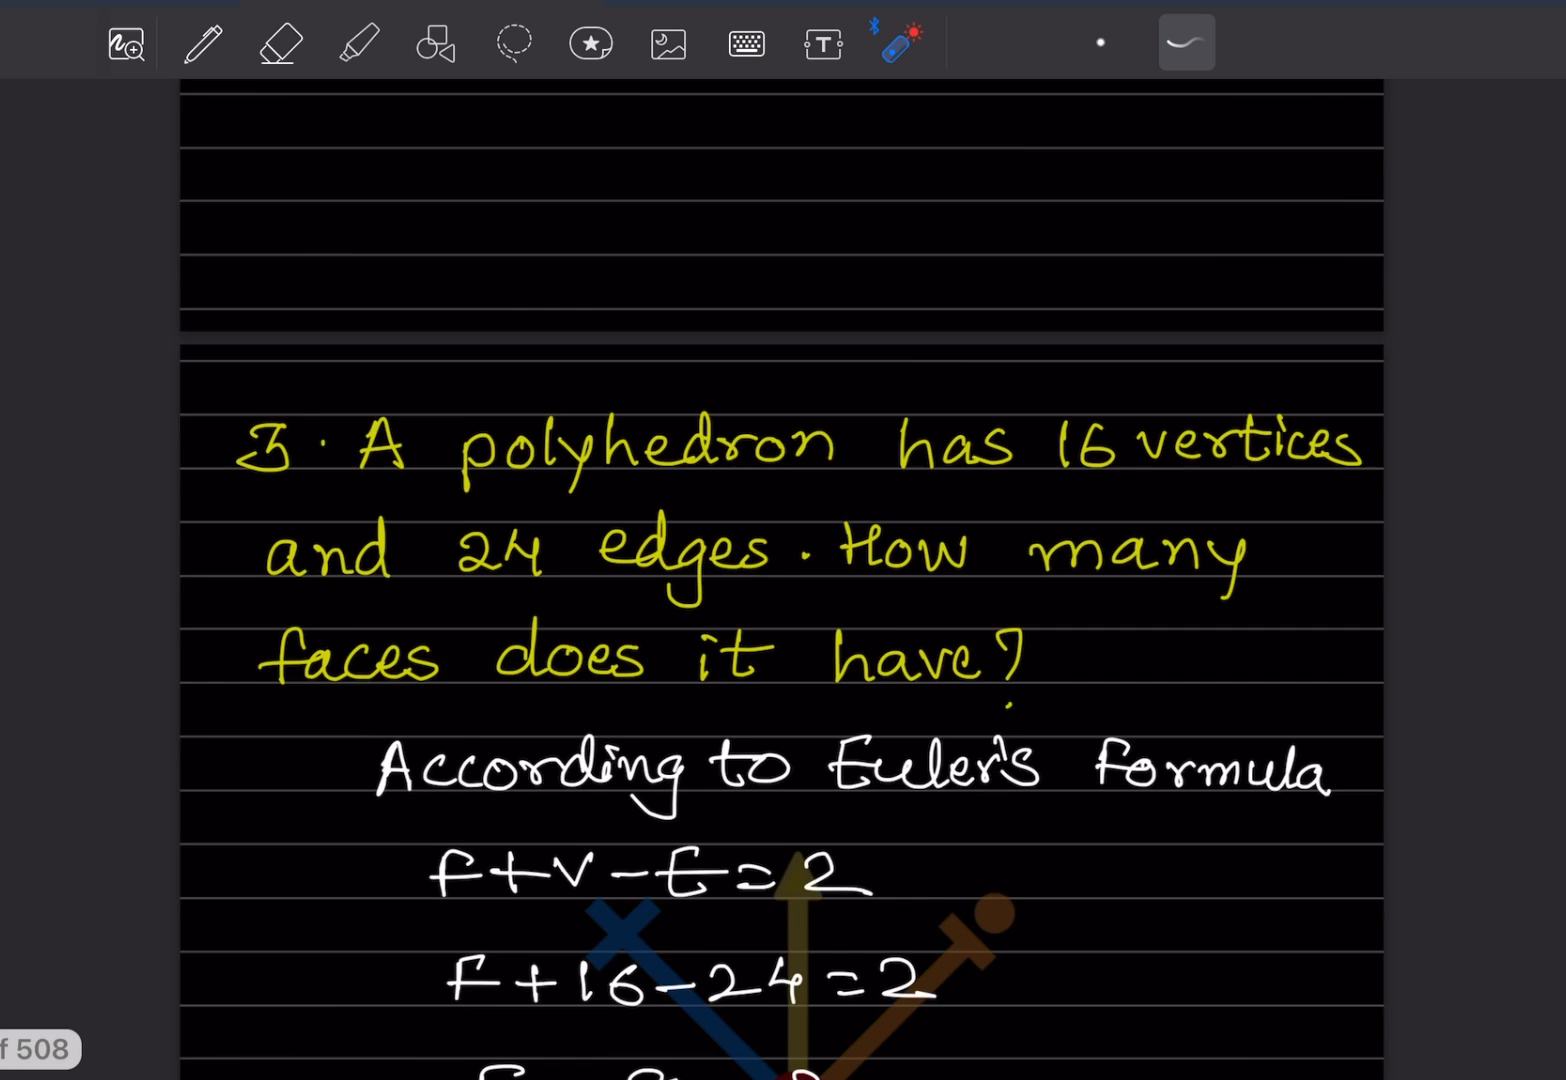 T
3. A polyhedron has 16 vertices
and 24 edges. How many
faces does it have?
According to Euler's Formula
F+V-E=2
F+16-24=2
f 508